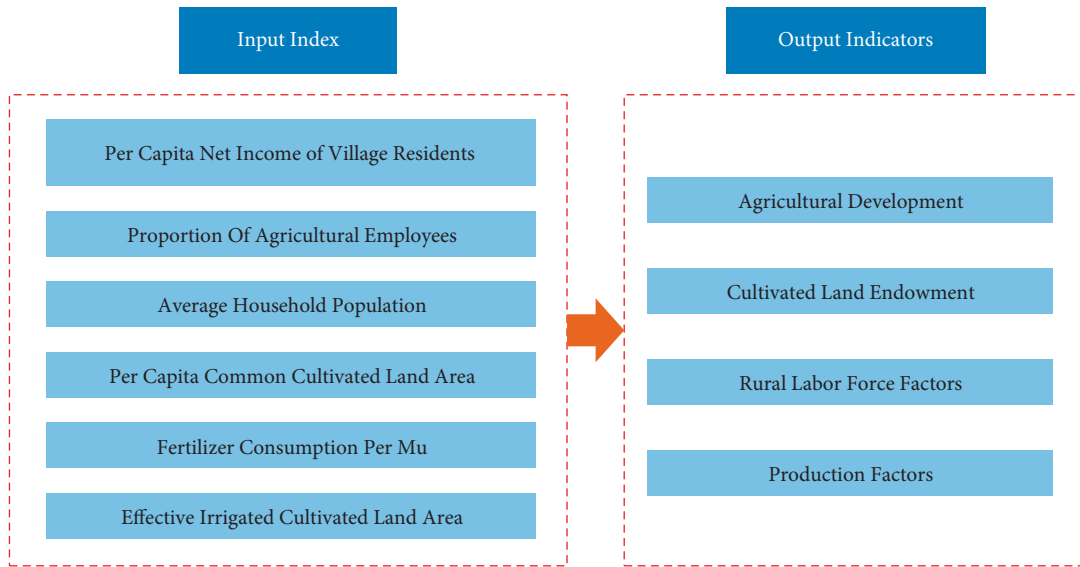 Input Index
Per Capita Net Income of Village Residents
Proportion Of Agricultural Employees
Average Household Population
Per Capita Common Cultivated Land Area
Fertilizer Consumption Per Mu
Effective Irrigated Cultivated Land Area
Output Indicators
Agricultural Development
Cultivated Land Endowment
Rural Labor Force Factors
Production Factors